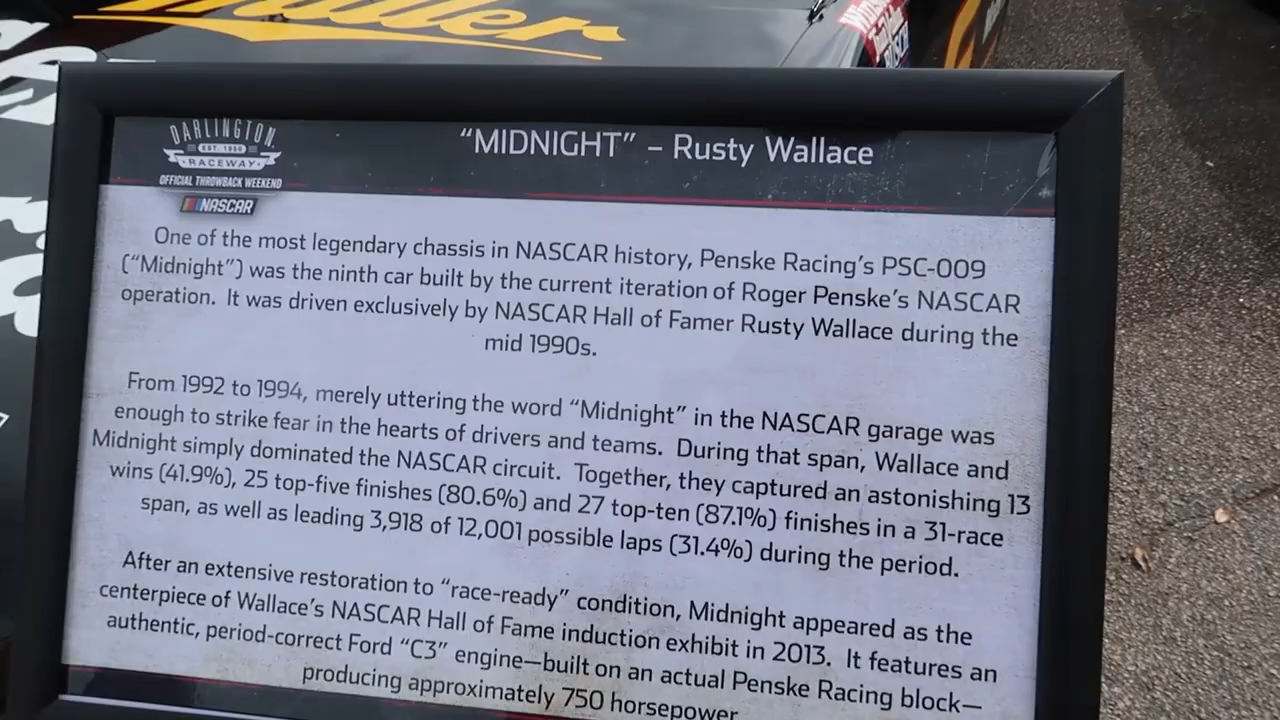 Miller
DARLINGTON
EST. 1950
RACEWAY
OFFICIAL THROWBACK WEEKEND
NASCAR
"MIDNIGHT" – Rusty Wallace
One of the most legendary chassis in NASCAR history, Penske Racing's PSC-009
("Midnight") was the ninth car built by the current iteration of Roger Penske's NASCAR
operation. It was driven exclusively by NASCAR Hall of Famer Rusty Wallace during the
mid 1990s.
From 1992 to 1994, merely uttering the word "Midnight" in the NASCAR garage was
enough to strike fear in the hearts of drivers and teams. During that span, Wallace and
Midnight simply dominated the NASCAR circuit. Together, they captured an astonishing 13
wins (41.9%), 25 top-five finishes (80.6%) and 27 top-ten (87.1%) finishes in a 31-race
span, as well as leading 3,918 of 12,001 possible laps (31.4%) during the period.
After an extensive restoration to "race-ready" condition, Midnight appeared as the
centerpiece of Wallace's NASCAR Hall of Fame induction exhibit in 2013. It features an
authentic, period-correct Ford "C3" engine—built on an actual Penske Racing block—
producing approximately 750 horsepower